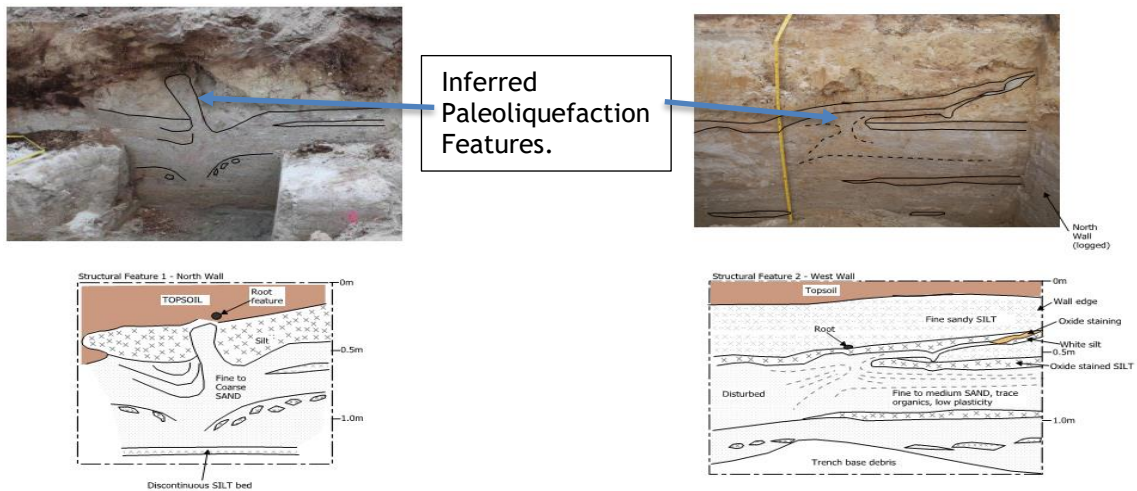 Inferred
Paleoliquefaction
Features.
North
Wall
(logged)
Structural Feature 1 - North Wall
0m
TOPSOIL
Root
feature
Silt
0.5m
Fine to
Coarse
SAND
1.0m
Discontinuous SILT bed
Structural Feature 2 - West Wall
0m
Topsoil
Wall edge
Fine sandy SILT
Oxide staining
Root
White silt
0.5m
Oxide stained SILT
Disturbed
Fine to medium SAND, trace
organics, low plasticity
1.0m
Trench base debris